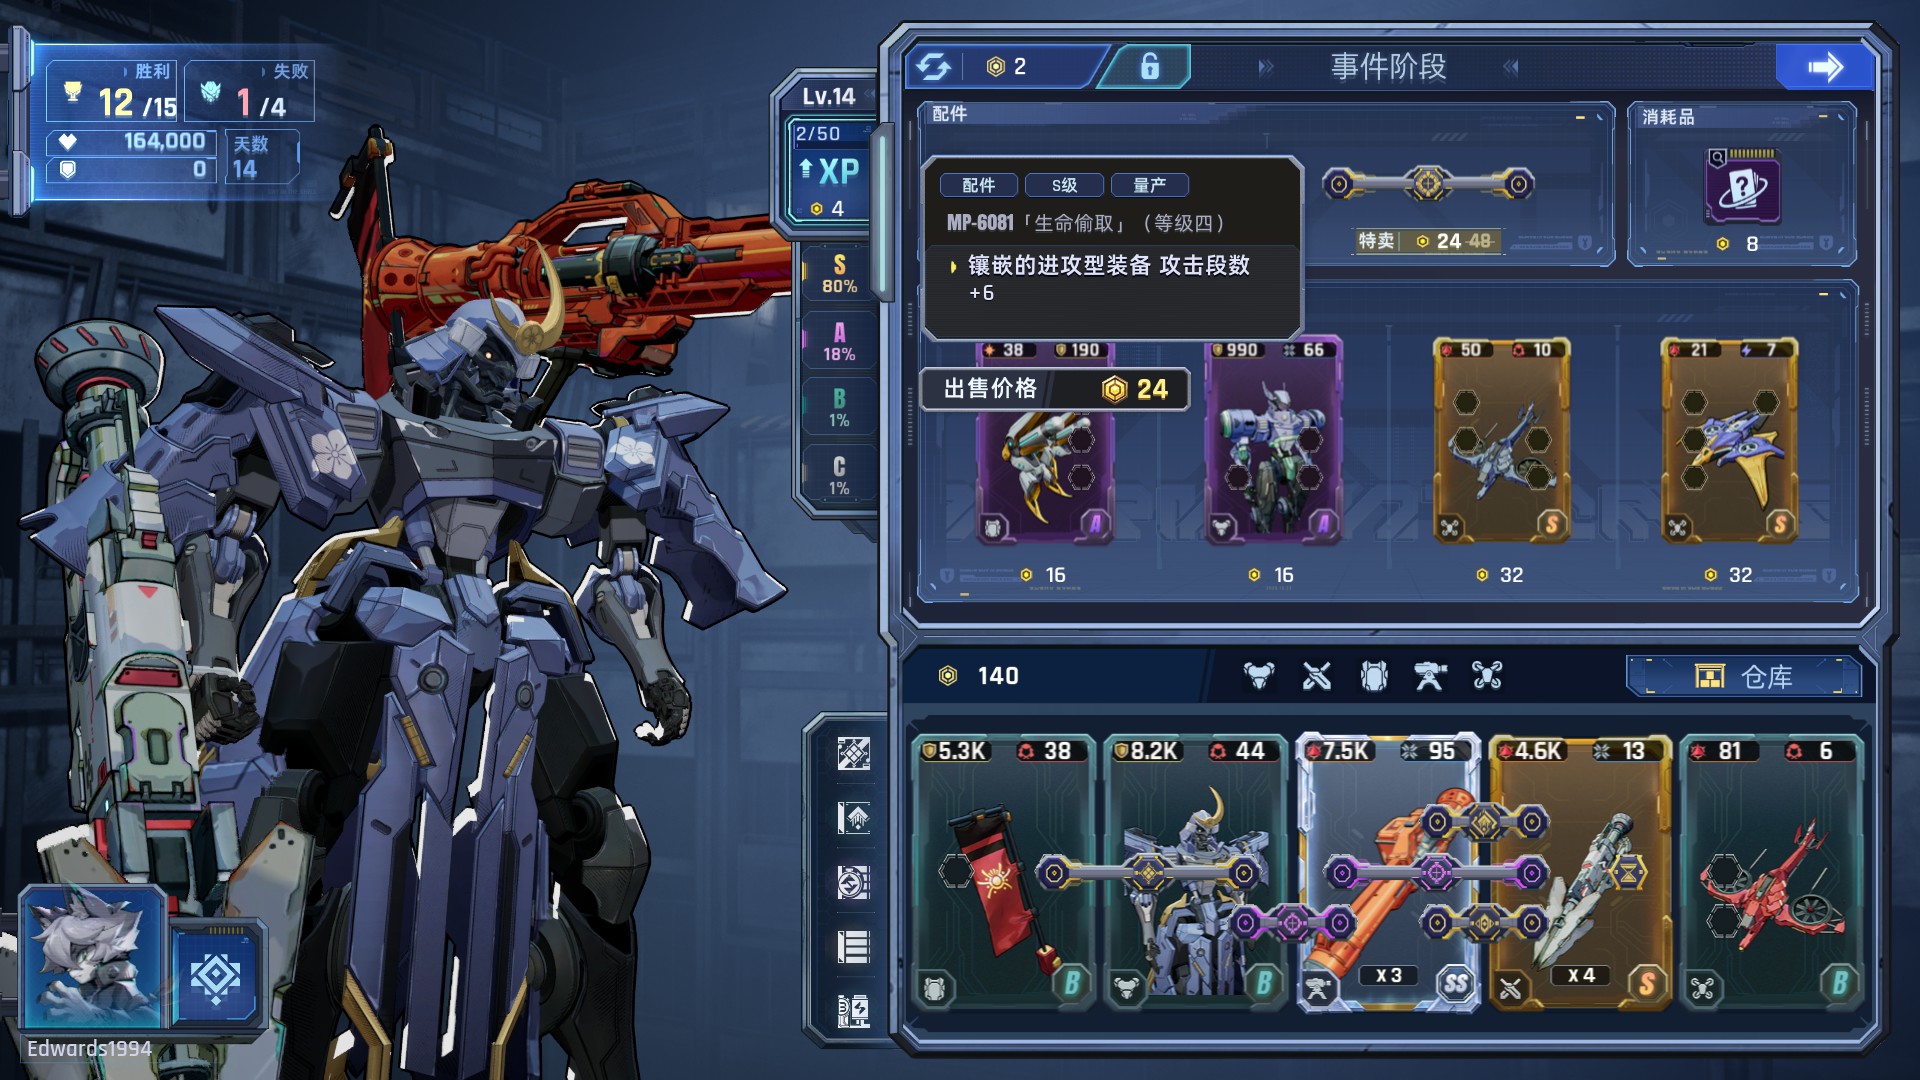 胜利
12 /15
失败
1 /4
164,000
0
天数
14
Lv.14
2/50
XP
4
S
80%
A
18%
B
1%
C
1%
2
事件阶段
配件
特卖 24 48
消耗品
8
配件 S级 量产
MP-6081「生命偷取」（等级四）
镶嵌的进攻型装备 攻击段数
+6
出售价格 24
38 190
A
16
990 66
A
16
50 10
S
32
21 7
S
32
140
仓库
5.3K 38
B
8.2K 44
B
7.5K 95
x3
SS
4.6K 13
x4
S
81 6
B
Edwards1994